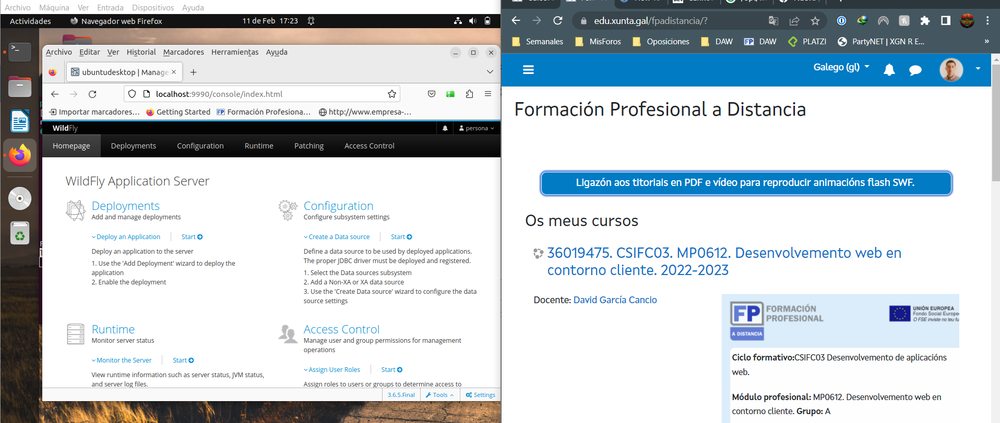 Archivo Máquina Ver Entrada Dispositivos Ayuda
Actividades Navegador web Firefox 11 de Feb 17:23
Archivo Editar Ver Historial Marcadores Herramientas Ayuda
ubuntudesktop | Manage
localhost:9990/console/index.html
Importar marcadores... Getting Started Formación Profesiona... http://www.empresa-...
WildFly persona
Homepage Deployments Configuration Runtime Patching Access Control
WildFly Application Server
Deployments
Add and manage deployments
Deploy an Application Start
Deploy an application to the server
1. Use the 'Add Deployment' wizard to deploy the
application
2. Enable the deployment
Configuration
Configure subsystem settings
Create a Data source Start
Define a data source to be used by deployed applications.
The proper JDBC driver must be deployed and registered.
1. Select the Data sources subsystem
2. Add a Non-XA or XA data source
3. Use the 'Create Data source' wizard to configure the data
source settings
Runtime
Monitor server status
Monitor the Server Start
View runtime information such as server status, JVM status,
and server log files.
Access Control
Manage user and group permissions for management
operations
Assign User Roles Start
Assign roles to users or groups to determine access to
3.6.5.Final Tools Settings
edu.xunta.gal/fpadistancia/?
Semanales MisForos Oposiciones DAW FP DAW PLATZI PartyNET | XGN R E...
Galego (gl)
Formación Profesional a Distancia
Ligazón aos titoriais en PDF e vídeo para reproducir animacións flash SWF.
Os meus cursos
36019475. CSIFC03. MP0612. Desenvolvemento web en
contorno cliente. 2022-2023
Docente: David García Cancio
FP FORMACIÓN
PROFESIONAL
A DISTANCIA
UNIÓN EUROPEA
Fondo Social Europe
O FSE inviste no teu fu
Ciclo formativo:CSIFC03 Desenvolvemento de aplicacións
web.
Módulo profesional: MP0612. Desenvolvemento web en
contorno cliente. Grupo: A